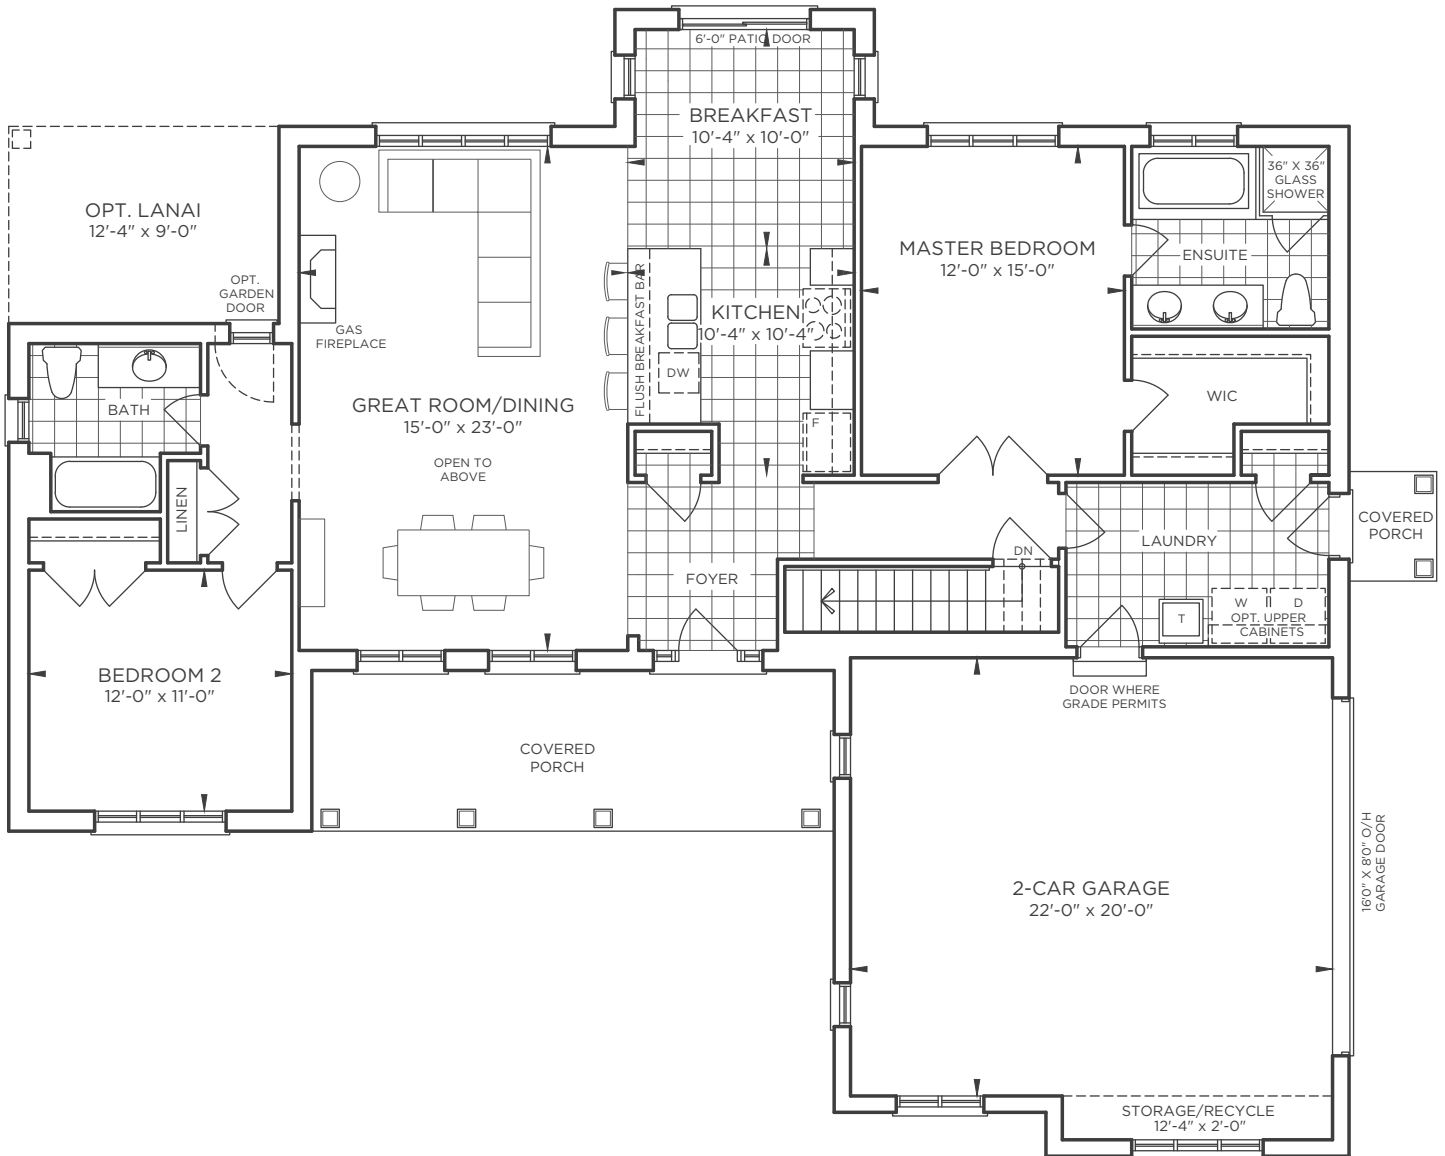 6'-0" PATIO DOOR
BREAKFAST
10'-4" x 10'-0"
36" X 36"
GLASS
SHOWER
OPT. LANAI
12'-4" x 9'-0"
MASTER BEDROOM
12'-0" x 15'-0"
ENSUITE
OPT.
GARDEN
DOOR
GAS
FIREPLACE
FLUSH BREAKFAST BAR
KITCHEN
10'-4" x 10'-4"
DW
F
BATH
GREAT ROOM/DINING
15'-0" x 23'-0"
OPEN TO
ABOVE
WIC
LINEN
COVERED
PORCH
LAUNDRY
DN
FOYER
W
D
T
OPT. UPPER
CABINETS
BEDROOM 2
12'-0" x 11'-0"
DOOR WHERE
GRADE PERMITS
COVERED
PORCH
2-CAR GARAGE
22'-0" x 20'-0"
16'0" X 8'0" O/H
GARAGE DOOR
STORAGE/RECYCLE
12'-4" x 2'-0"